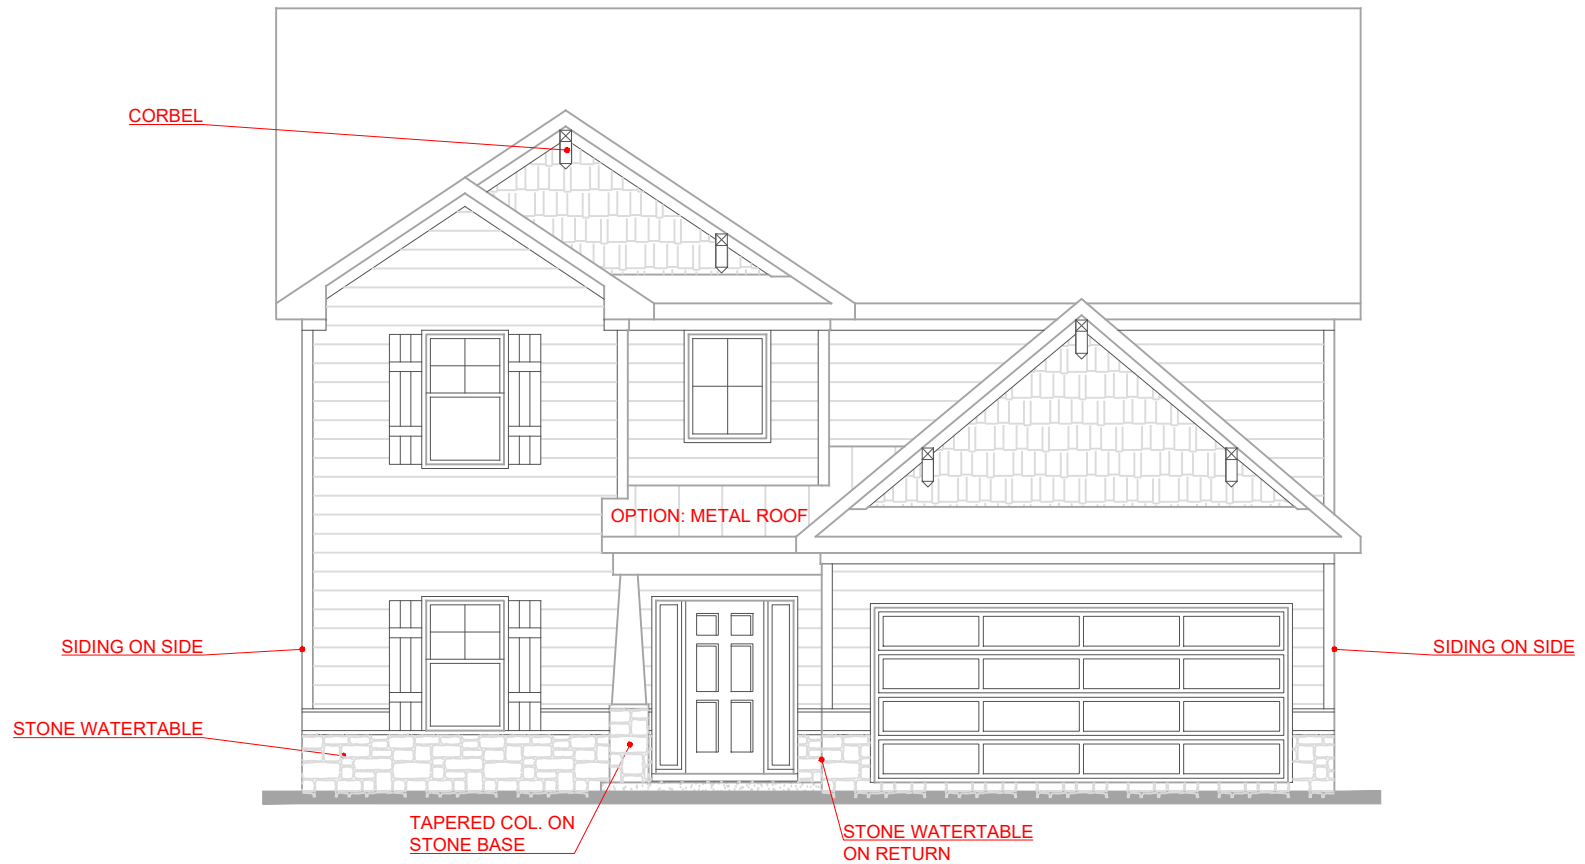 CORBEL
OPTION: METAL ROOF
SIDING ON SIDE
SIDING ON SIDE
STONE WATERTABLE
TAPERED COL. ON
STONE BASE
STONE WATERTABLE
ON RETURN